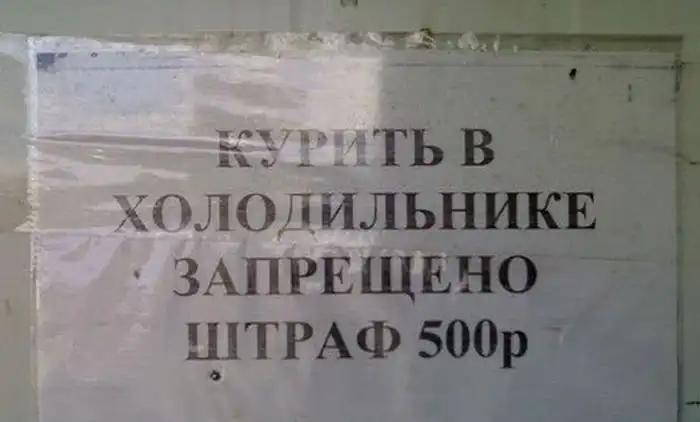 КУРИТЬ В
ХОЛОДИЛЬНИКЕ
ЗАПРЕЩЕНО
ШТРАФ 500р